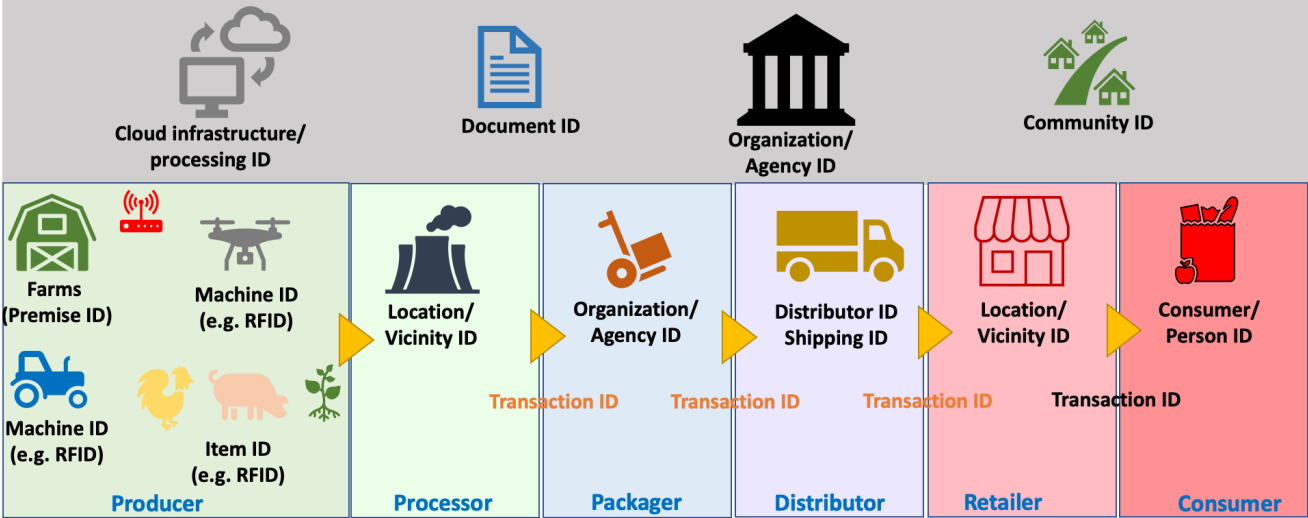 Cloud infrastructure/
processing ID
Document ID
Organization/
Agency ID
Community ID
Farms
(Premise ID)
Machine ID
(e.g. RFID)
Machine ID
(e.g. RFID)
Item ID
(e.g. RFID)
Producer
Location/
Vicinity ID
Processor
Transaction ID
Organization/
Agency ID
Packager
Transaction ID
Distributor ID
Shipping ID
Distributor
Transaction ID
Location/
Vicinity ID
Retailer
Transaction ID
Consumer/
Person ID
Consumer